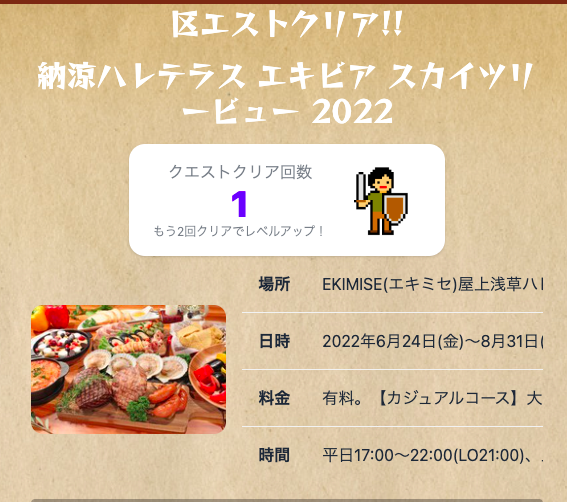 区エストクリア!!
納涼ハレテラス エキビア スカイツリ
ービュー 2022
クエストクリア回数
1
もう2回クリアでレベルアップ！
場所 EKIMISE(エキミセ)屋上浅草ハ
日時 2022年6月24日(金)〜8月31日(
料金 有料。【カジュアルコース】大
時間 平日17:00〜22:00(LO21:00)、